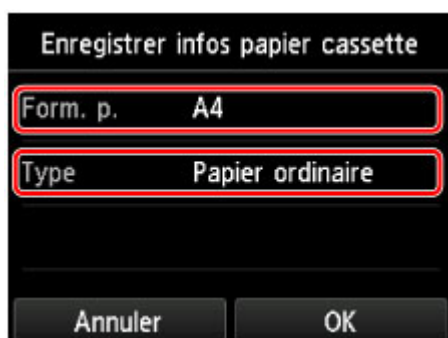 Enregistrer infos papier cassette
Form. p. A4
Type Papier ordinaire
Annuler OK